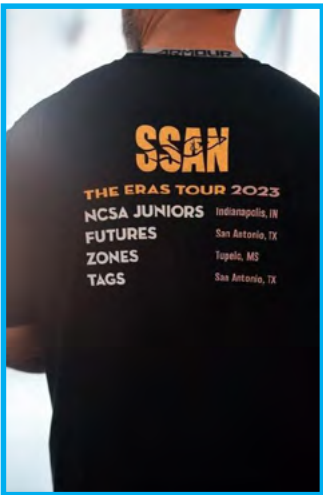 ARMOUR
SSAN
THE ERAS TOUR 2023
NCSA JUNIORS Indianapolis, IN
FUTURES San Antonio, TX
ZONES Tupelo, MS
TAGS San Antonio, TX